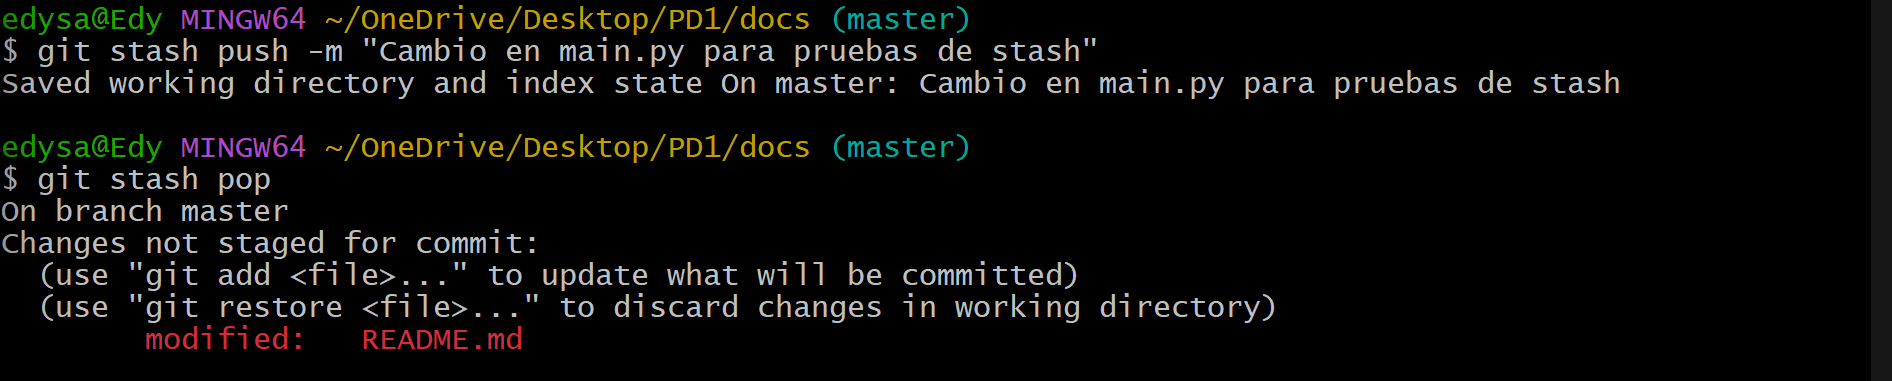 edysa@Edy MINGW64 ~/OneDrive/Desktop/PD1/docs (master)
$ git stash push -m "Cambio en main.py para pruebas de stash"
Saved working directory and index state On master: Cambio en main.py para pruebas de stash
edysa@Edy MINGW64 ~/OneDrive/Desktop/PD1/docs (master)
$ git stash pop
On branch master
Changes not staged for commit:
  (use "git add <file>..." to update what will be committed)
  (use "git restore <file>..." to discard changes in working directory)
        modified:   README.md